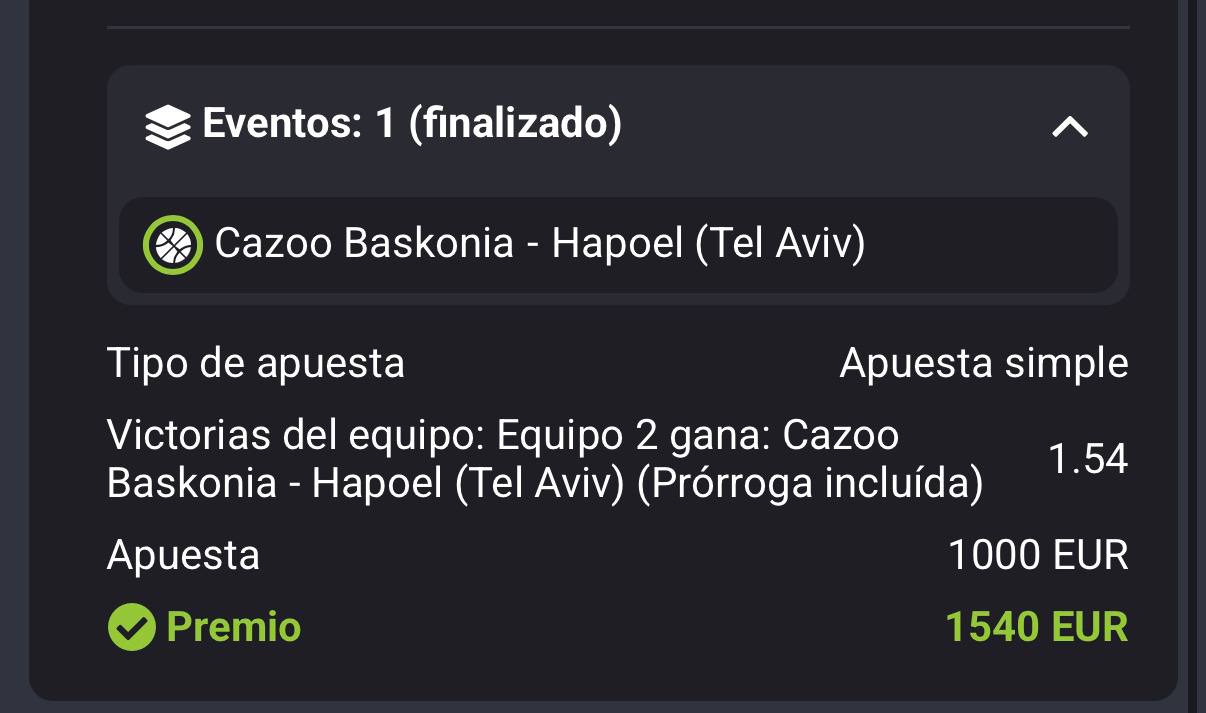 Eventos: 1 (finalizado)
Cazoo Baskonia - Hapoel (Tel Aviv)
Tipo de apuesta Apuesta simple
Victorias del equipo: Equipo 2 gana: Cazoo
Baskonia - Hapoel (Tel Aviv) (Prórroga incluída) 1.54
Apuesta 1000 EUR
Premio 1540 EUR